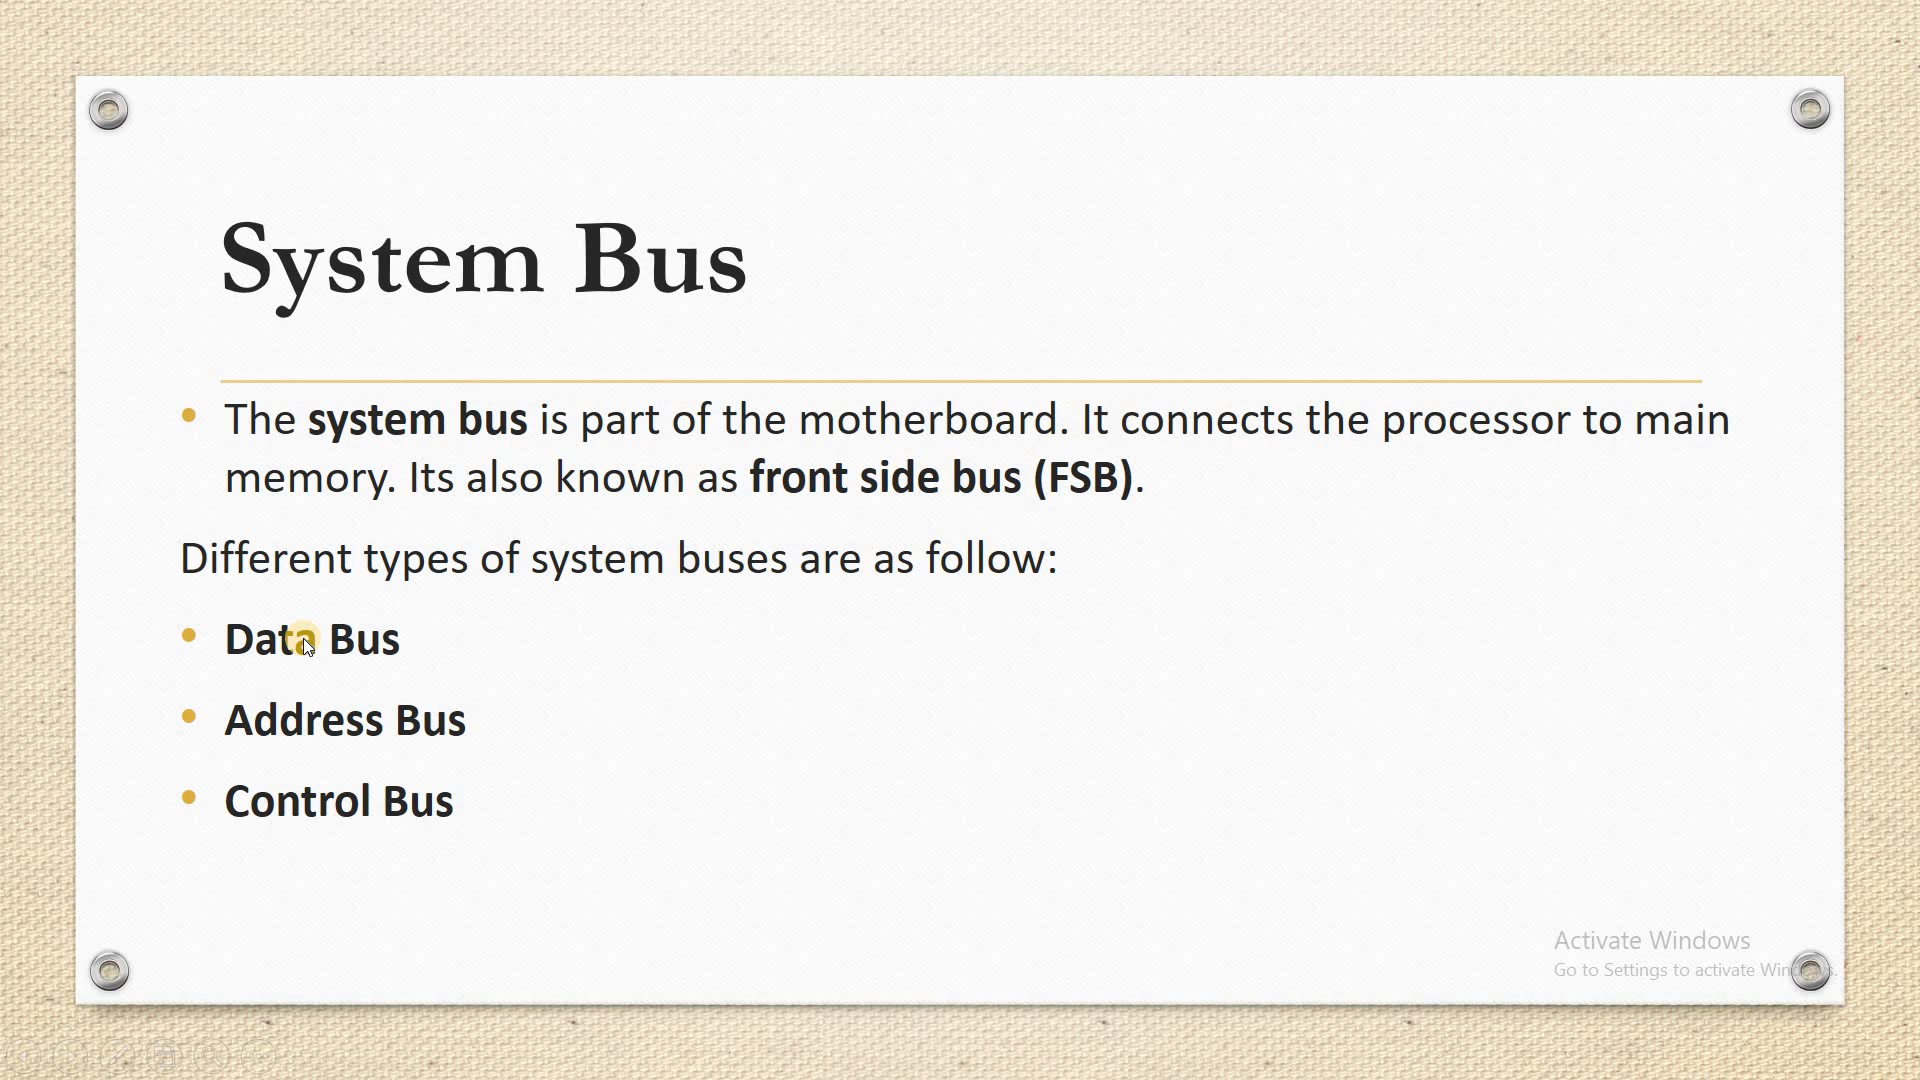 System Bus
The system bus is part of the motherboard. It connects the processor to main
memory. Its also known as front side bus (FSB).
Different types of system buses are as follow:
Data Bus
Address Bus
Control Bus
Activate Windows
Go to Settings to activate Windows.